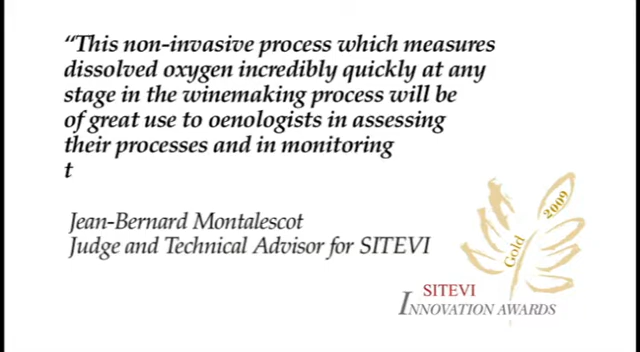 “This non-invasive process which measures
dissolved oxygen incredibly quickly at any
stage in the winemaking process will be
of great use to oenologists in assessing
their processes and in monitoring
t
Jean-Bernard Montalescot
Judge and Technical Advisor for SITEVI
Gold
2009
SITEVI
INNOVATION AWARDS